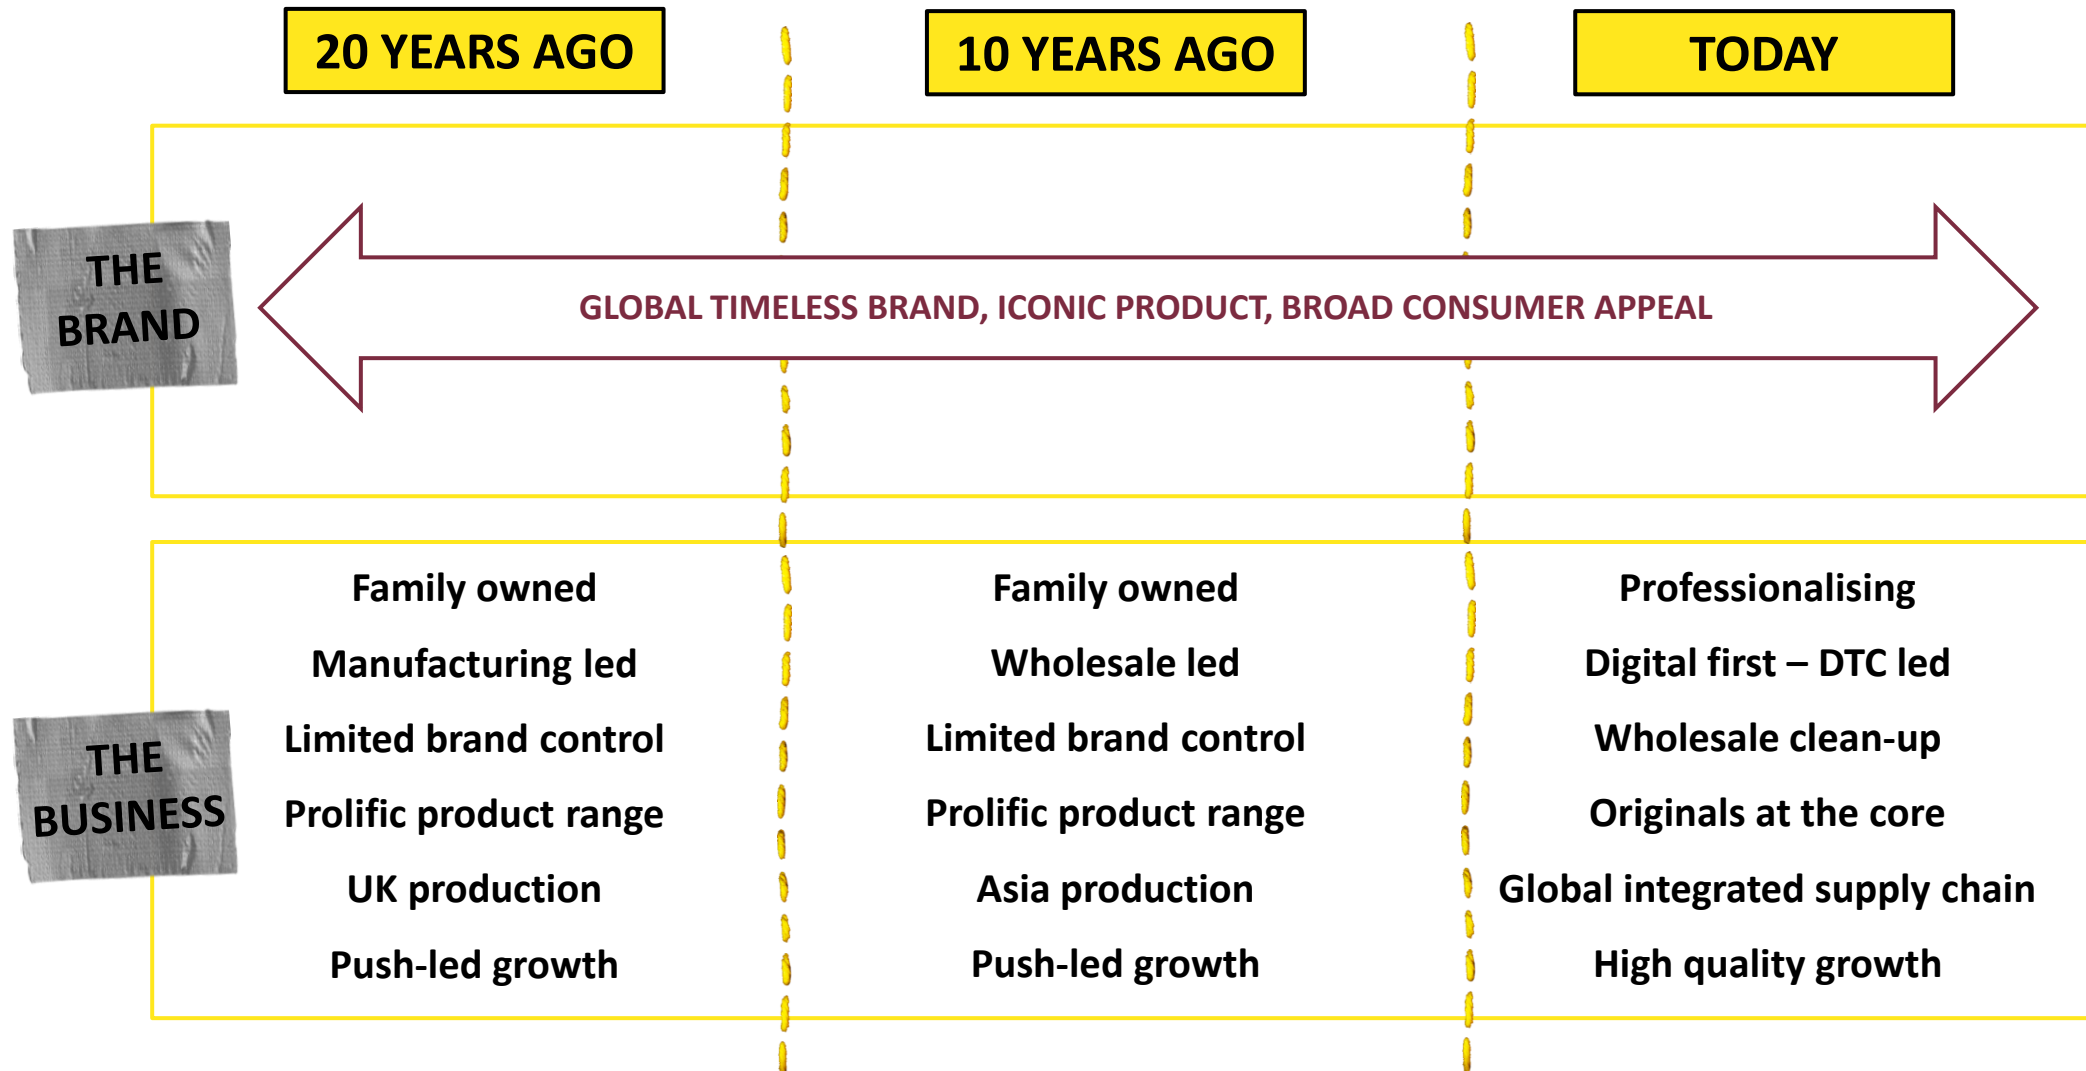 20 YEARS AGO
10 YEARS AGO
TODAY
THE
BRAND
GLOBAL TIMELESS BRAND, ICONIC PRODUCT, BROAD CONSUMER APPEAL
THE
BUSINESS
Family owned
Manufacturing led
Limited brand control
Prolific product range
UK production
Push-led growth
Family owned
Wholesale led
Limited brand control
Prolific product range
Asia production
Push-led growth
Professionalising
Digital first – DTC led
Wholesale clean-up
Originals at the core
Global integrated supply chain
High quality growth